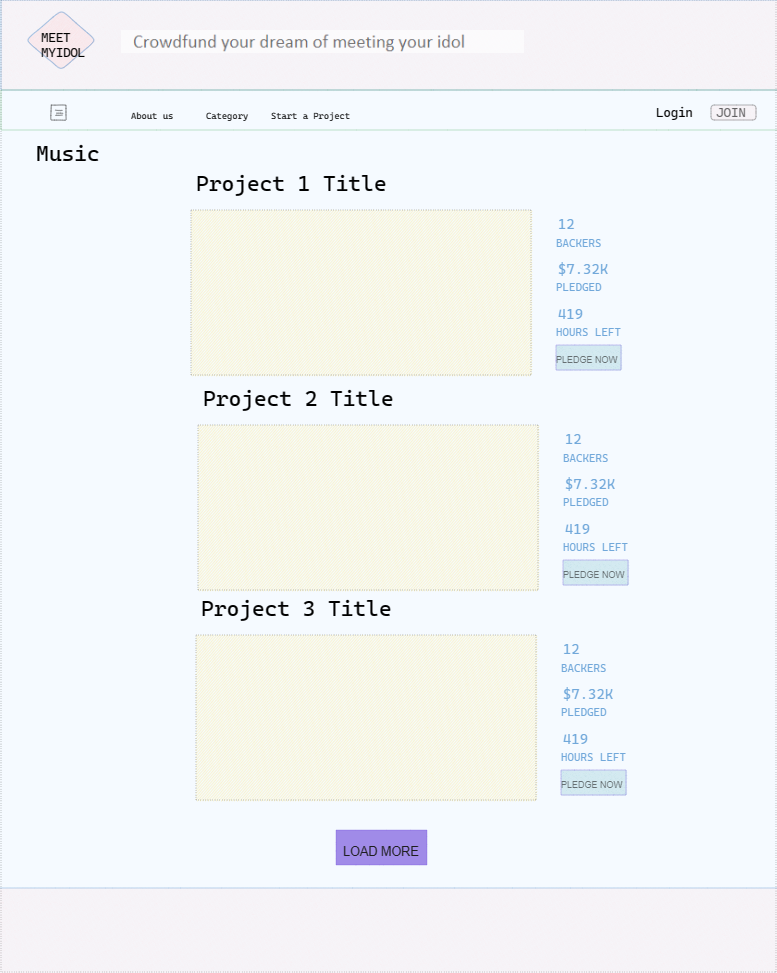 MEET
MYIDOL
Crowdfund your dream of meeting your idol
About us
Category
Start a Project
Login
JOIN
Music
Project 1 Title
12
BACKERS
$7.32K
PLEDGED
419
HOURS LEFT
PLEDGE NOW
Project 2 Title
12
BACKERS
$7.32K
PLEDGED
419
HOURS LEFT
PLEDGE NOW
Project 3 Title
12
BACKERS
$7.32K
PLEDGED
419
HOURS LEFT
PLEDGE NOW
LOAD MORE